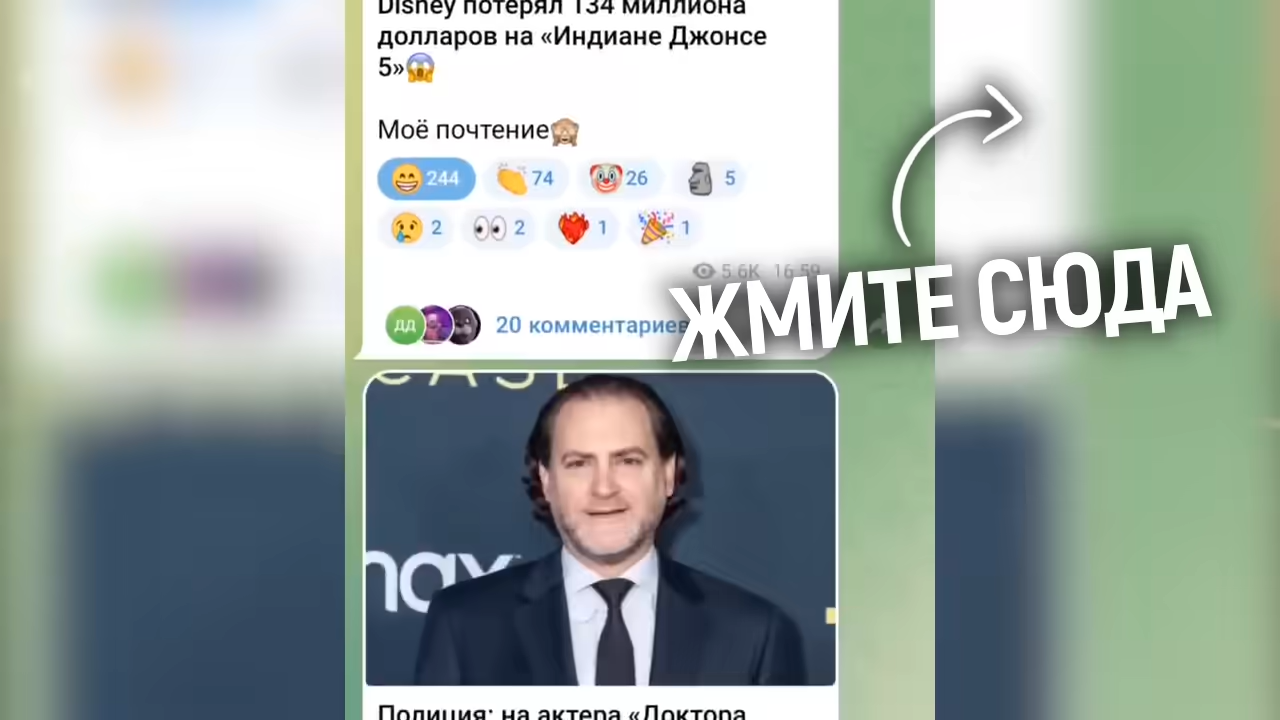 Disney потерял 134 миллиона
долларов на «Индиане Джонсе
5»😱
Моё почтение🙈
244
74
26
5
2
2
1
1
5.6K 16:59
ДД
20 комментариев
ЖМИТЕ СЮДА
max
Полиция: на актера «Доктора